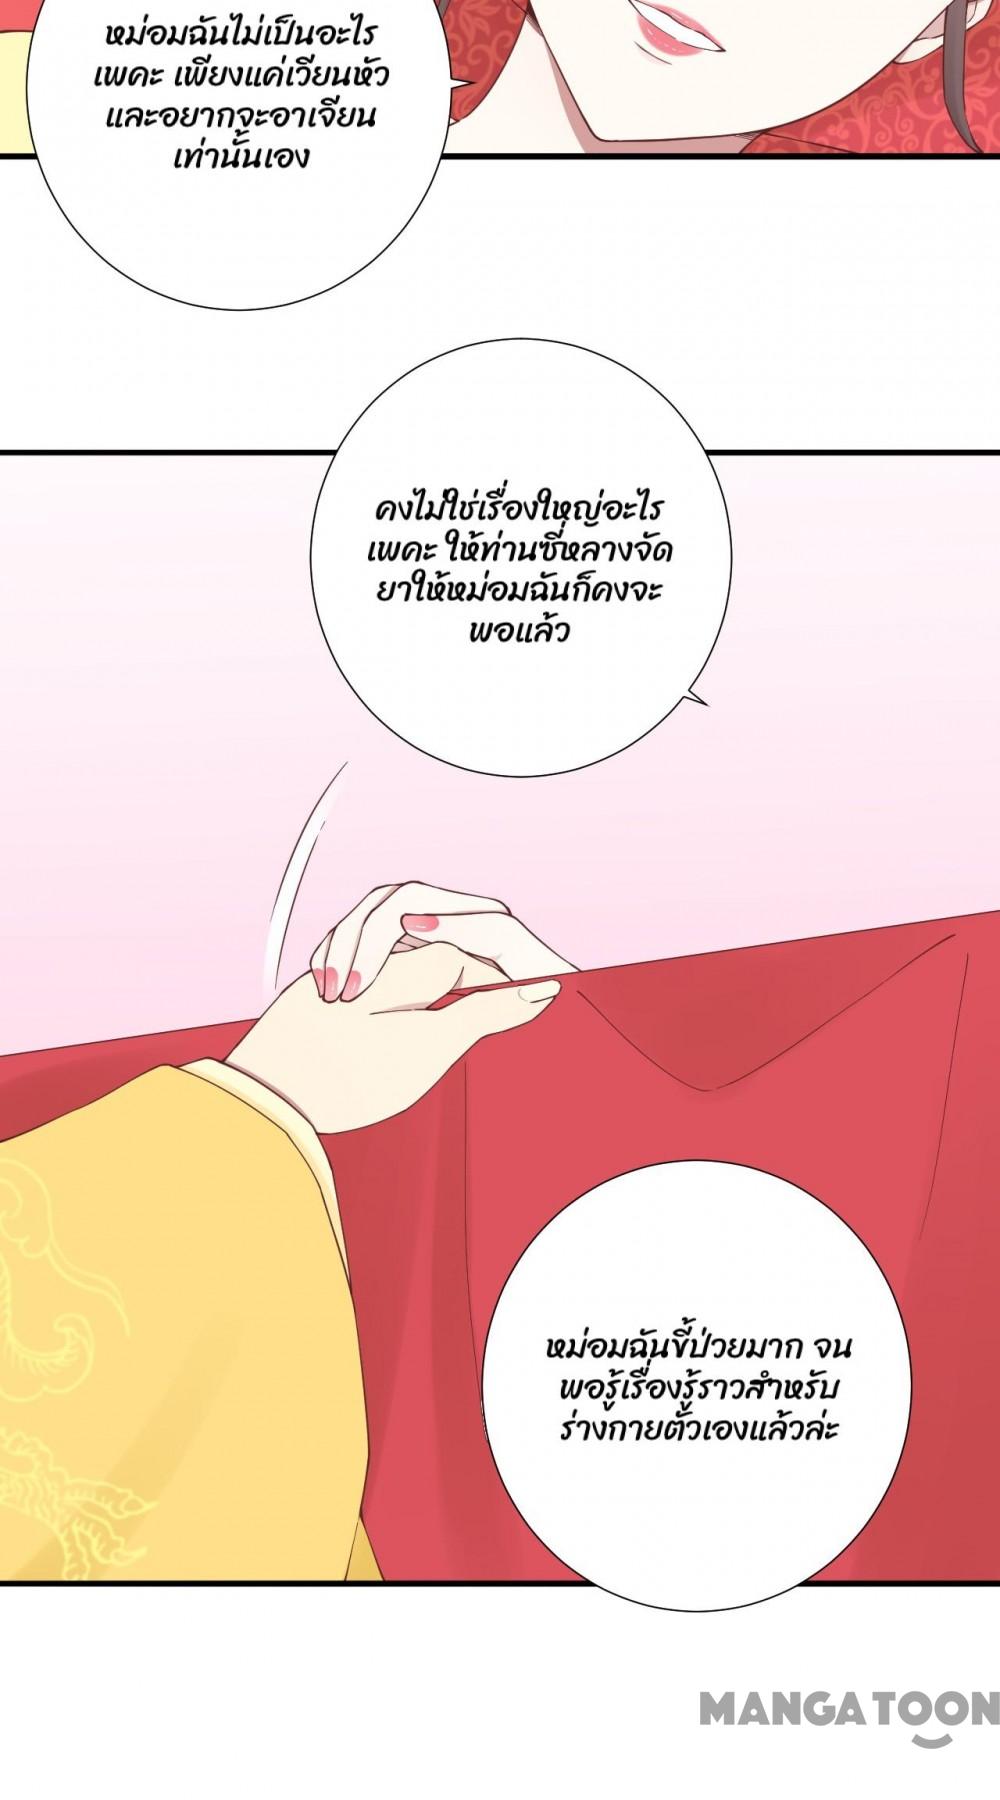 หม่อมฉันไม่เป็นอะไร
เพคะ เพียงแค่เวียนหัว
และอยากจะอาเจียน
เท่านั้นเอง
คงไม่ใช่เรื่องใหญ่อะไร
เพคะ ให้ท่านซี่หลางจัด
ยาให้หม่อมฉันก็คงจะ
พอแล้ว
หม่อมฉันขี้ป่วยมาก จน
พอรู้เรื่องรู้ราวสำหรับ
ร่างกายตัวเองแล้วล่ะ
MANGATOON